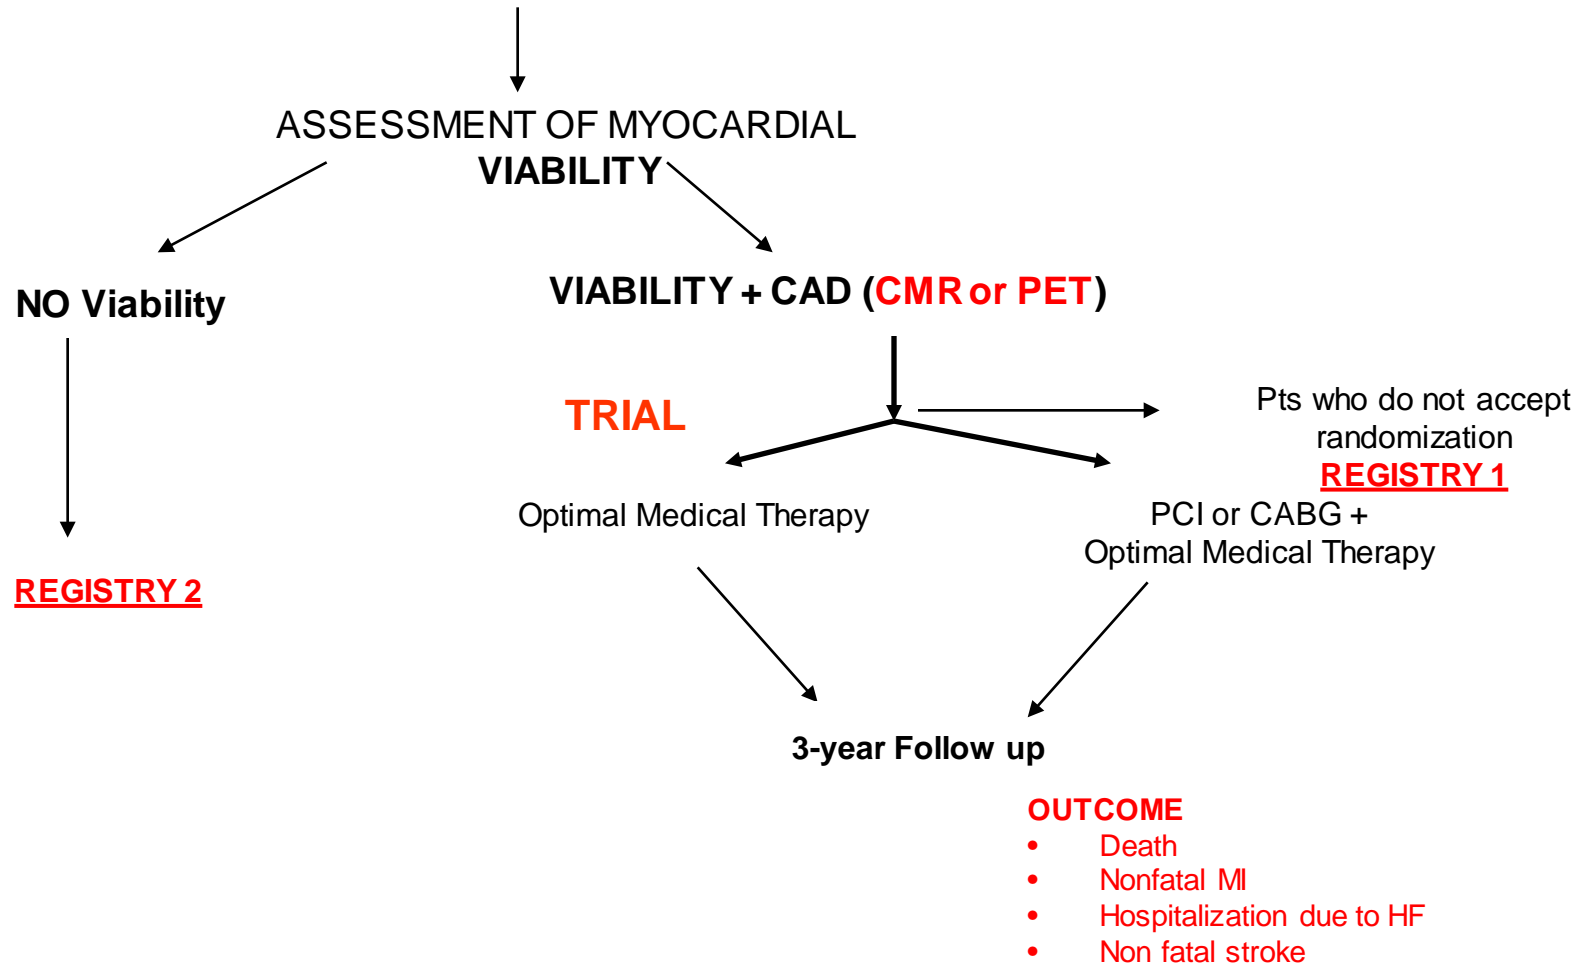 ASSESSMENT OF MYOCARDIAL
VIABILITY
NO Viability
VIABILITY + CAD (CMR or PET)
TRIAL
Pts who do not accept
randomization
REGISTRY 1
Optimal Medical Therapy
PCI or CABG +
Optimal Medical Therapy
REGISTRY 2
3-year Follow up
OUTCOME
• Death
• Nonfatal MI
• Hospitalization due to HF
• Non fatal stroke